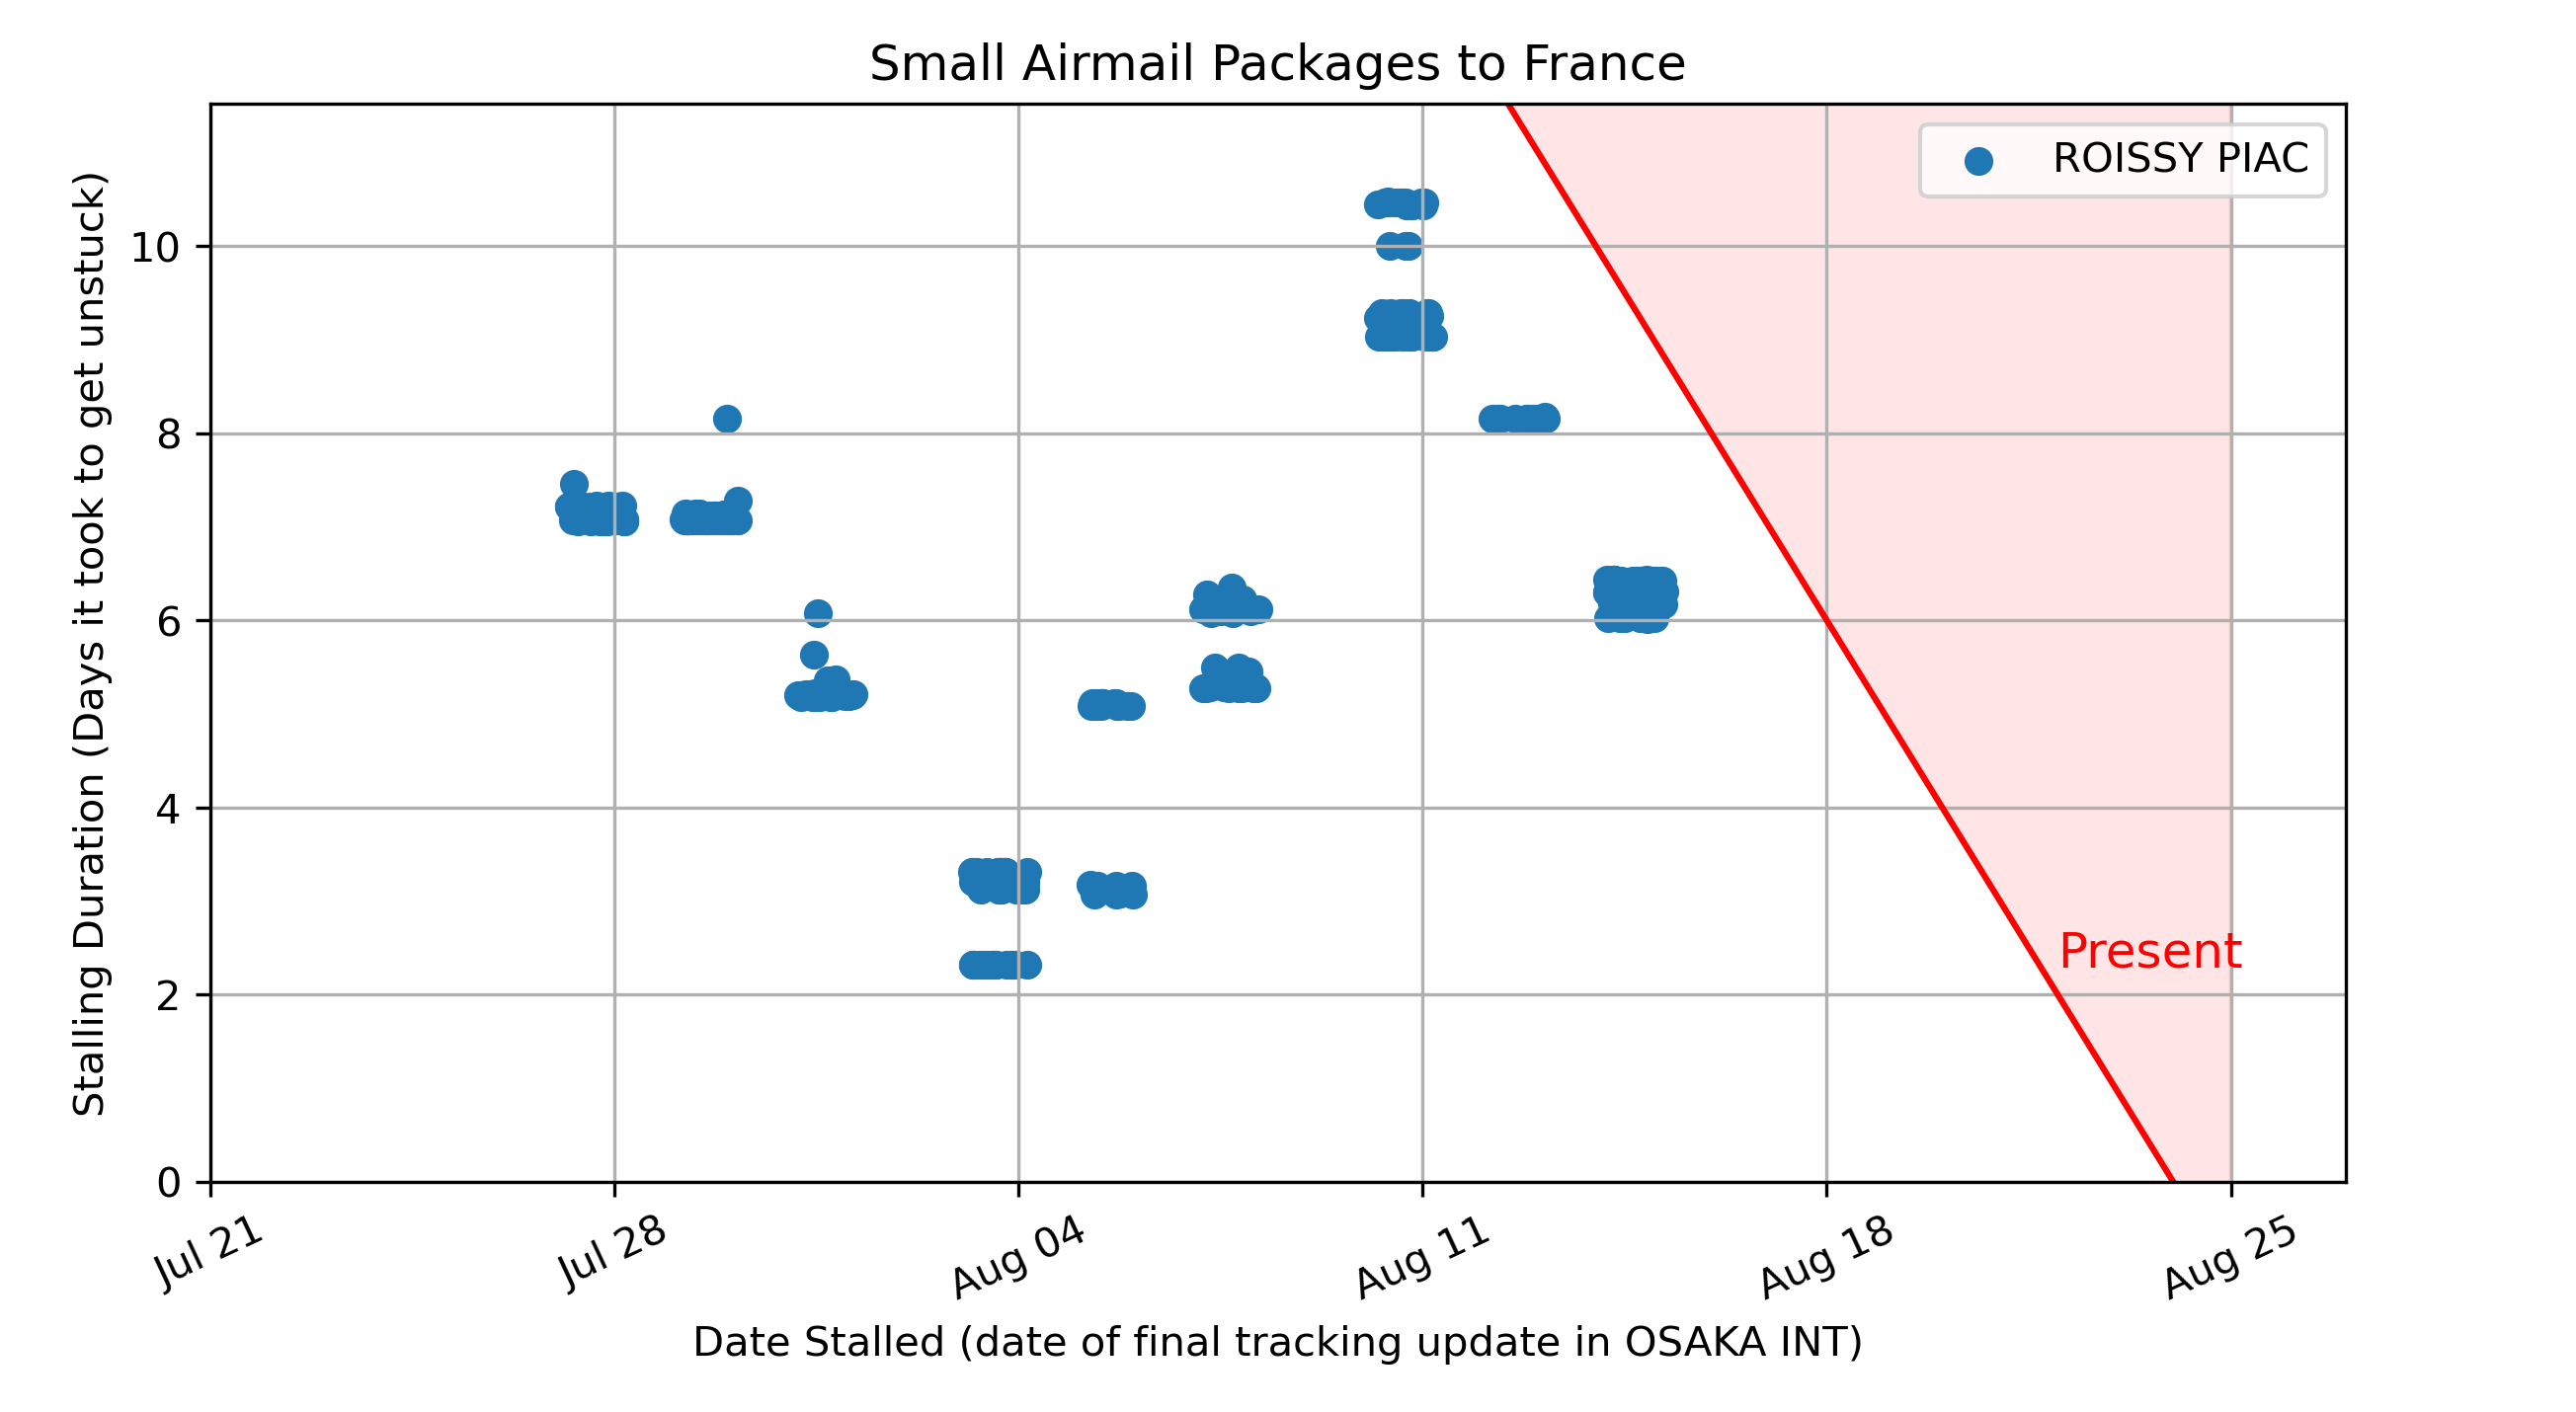 Small Airmail Packages to France
ROISSY PIAC
Stalling Duration (Days it took to get unstuck)
10
8
6
4
2
0
Present
Jul 21
Jul 28
Aug 04
Aug 11
Aug 18
Aug 25
Date Stalled (date of final tracking update in OSAKA INT)